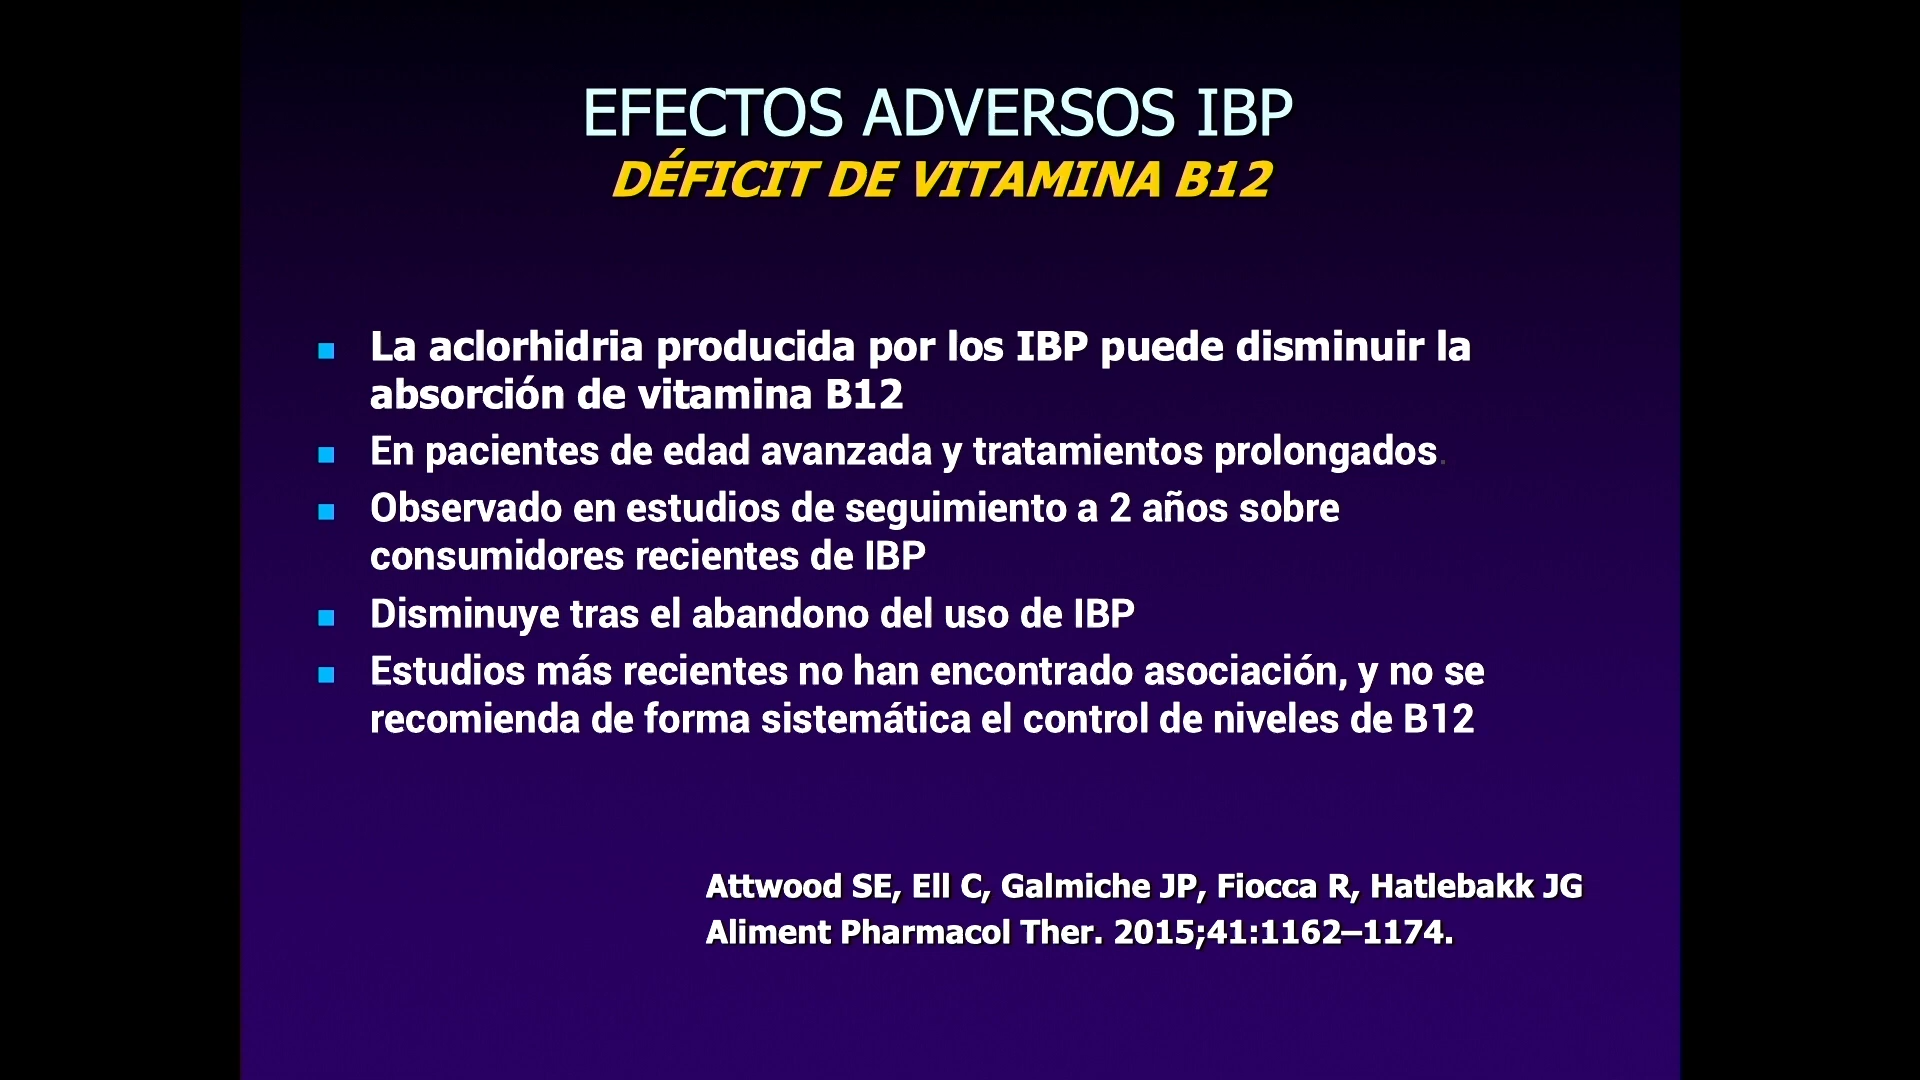 EFECTOS ADVERSOS IBP
DÉFICIT DE VITAMINA B12
La aclorhidria producida por los IBP puede disminuir la
absorción de vitamina B12
En pacientes de edad avanzada y tratamientos prolongados.
Observado en estudios de seguimiento a 2 años sobre
consumidores recientes de IBP
Disminuye tras el abandono del uso de IBP
Estudios más recientes no han encontrado asociación, y no se
recomienda de forma sistemática el control de niveles de B12
Attwood SE, Ell C, Galmiche JP, Fiocca R, Hatlebakk JG
Aliment Pharmacol Ther. 2015;41:1162–1174.